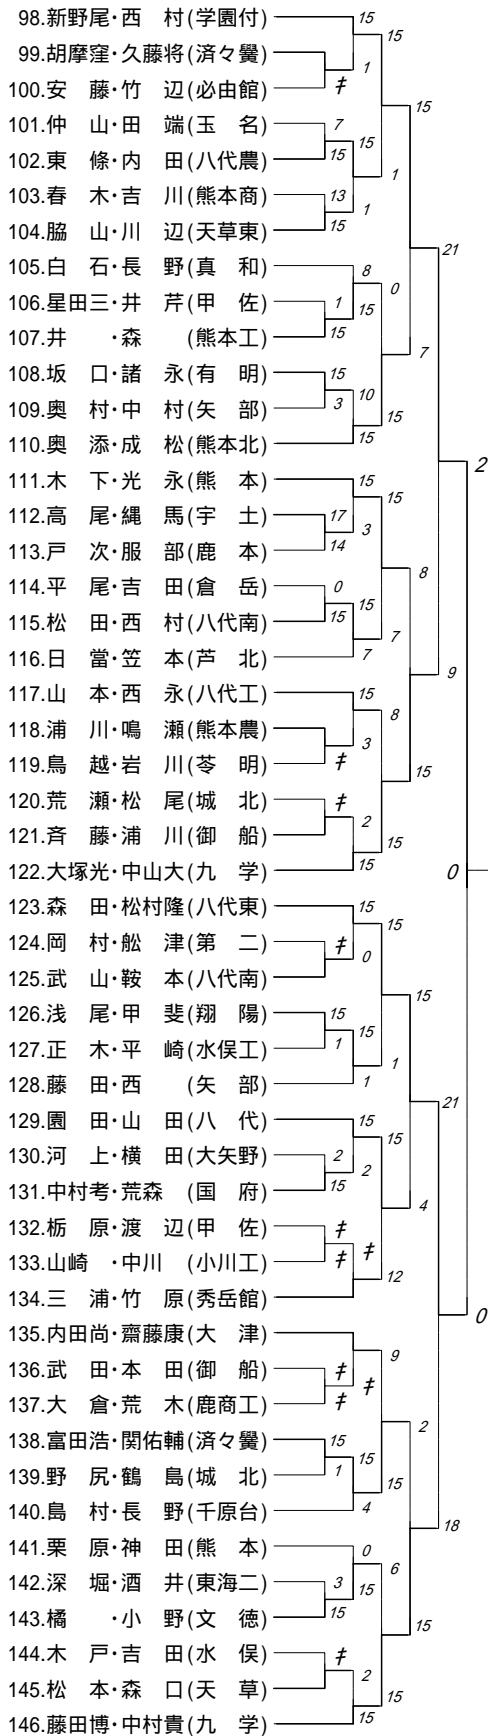 98.新野尾・西　村(学園付) 15 15
99.胡摩窪・久藤将(済々黌) 1
100.安　藤・竹　辺(必由館) ⼲ 15
101.仲　山・田　端(玉　名) 7
102.東　條・内　田(八代農) 15 15 1
103.春　木・吉　川(熊本商) 13 1
104.脇　山・川　辺(天草東) 15 21
105.白　石・長　野(真　和) 8 0
106.星田三・井　芹(甲　佐) 1 15
107.井　　・森　　(熊本工) 15 7
108.坂　口・諸　永(有　明) 15 10
109.奥　村・中　村(矢　部) 3 15
110.奥　添・成　松(熊本北) 15 2
111.木　下・光　永(熊　本) 15 15
112.高　尾・縄　馬(宇　土) 17 3
113.戸　次・服　部(鹿　本) 14 8
114.平　尾・吉　田(倉　岳) 0 15
115.松　田・西　村(八代南) 15 7
116.日　當・笠　本(芦　北) 7 9
117.山　本・西　永(八代工) 15 8
118.浦　川・鳴　瀬(熊本農) 3
119.鳥　越・岩　川(苓　明) キ 15
120.荒　瀬・松　尾(城　北) キ 2
121.斉　藤・浦　川(御　船) 15
122.大塚光・中山大(九　学) 15 0
123.森　田・松村隆(八代東) 15 15
124.岡　村・舩　津(第　二) キ 0
125.武　山・鞍　本(八代南) 15
126.浅　尾・甲　斐(翔　陽) 15 15
127.正　木・平　崎(水俣工) 1 1
128.藤　田・西　　(矢　部) 1 21
129.園　田・山　田(八　代) 15 15
130.河　上・横　田(大矢野) 2 2
131.中村考・荒森　(国　府) 15 4
132.栃　原・渡　辺(甲　佐) キ キ
133.山崎　・中川　(小川工) キ 12
134.三　浦・竹　原(秀岳館) 0
135.内田尚・齋藤康(大　津) 9
136.武　田・本　田(御　船) キ キ
137.大　倉・荒　木(鹿商工) キ 2
138.富田浩・関佑輔(済々黌) 15 15
139.野　尻・鶴　島(城　北) 1 15
140.島　村・長　野(千原台) 4 18
141.栗　原・神　田(熊　本) 0 6
142.深　堀・酒　井(東海二) 3 15
143.橘　　・小　野(文　徳) 15 15
144.木　戸・吉　田(水　俣) キ 2
145.松　本・森　口(天　草) 15
146.藤田博・中村貴(九　学) 15